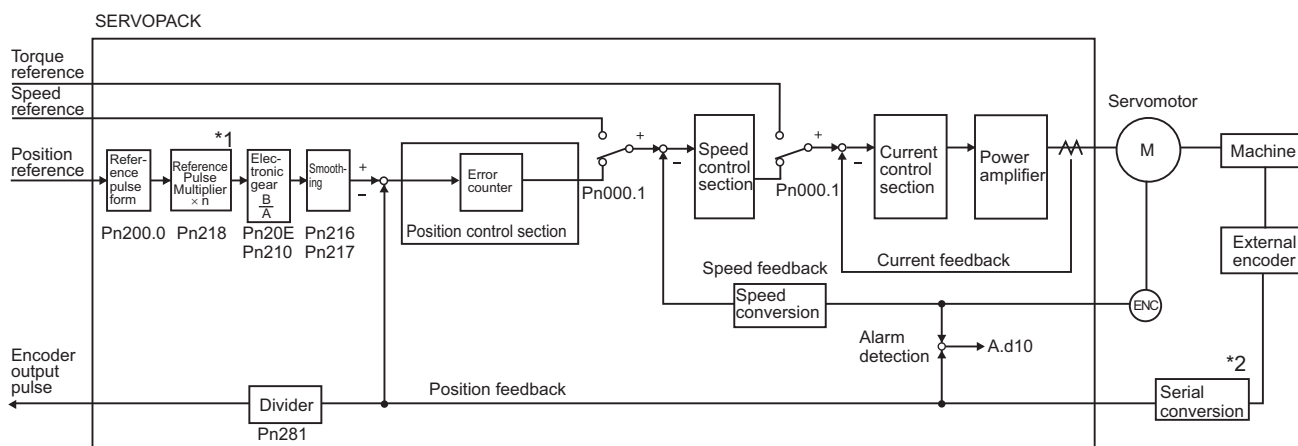 SERVOPACK
Torque
reference
Speed
reference
Position
reference
Refer-
ence
pulse
form
Pn200.0
*1
Reference
Pulse
Multiplier
× n
Pn218
Elec-
tronic
gear
B
A
Pn20E
Pn210
Smooth-
ing
Pn216
Pn217
+
−
Error
counter
Position control section
Pn000.1
+
−
Speed
control
section
Pn000.1
+
−
Current
control
section
Power
amplifier
Servomotor
M
Machine
External
encoder
Current feedback
Speed feedback
Speed
conversion
ENC
Alarm
detection
A.d10
*2
Serial
conversion
Encoder
output
pulse
Divider
Pn281
Position feedback